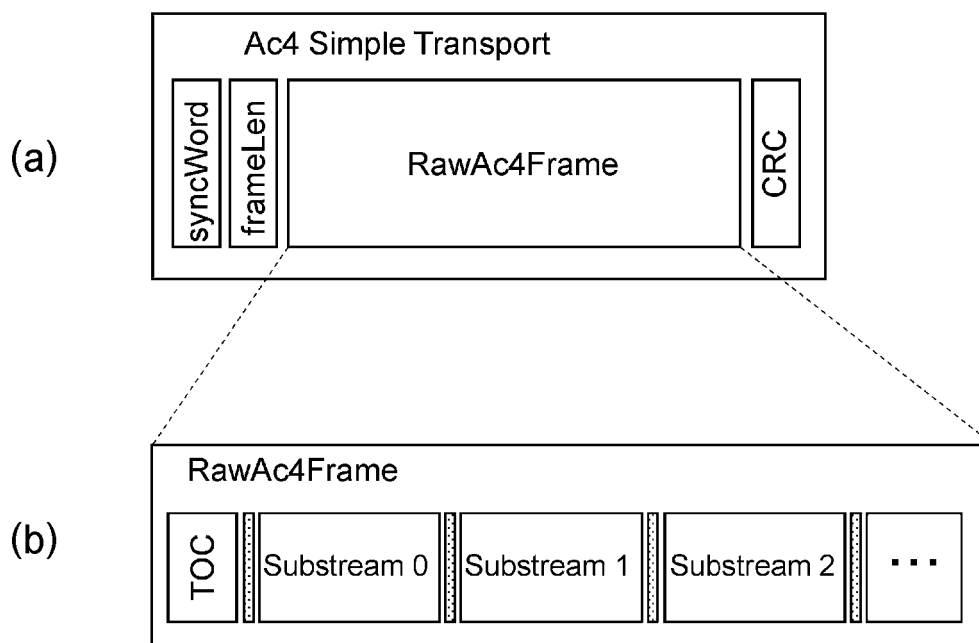 Ac4 Simple Transport
(a)
syncWord
frameLen
RawAc4Frame
CRC
RawAc4Frame
(b)
TOC
Substream 0
Substream 1
Substream 2
...